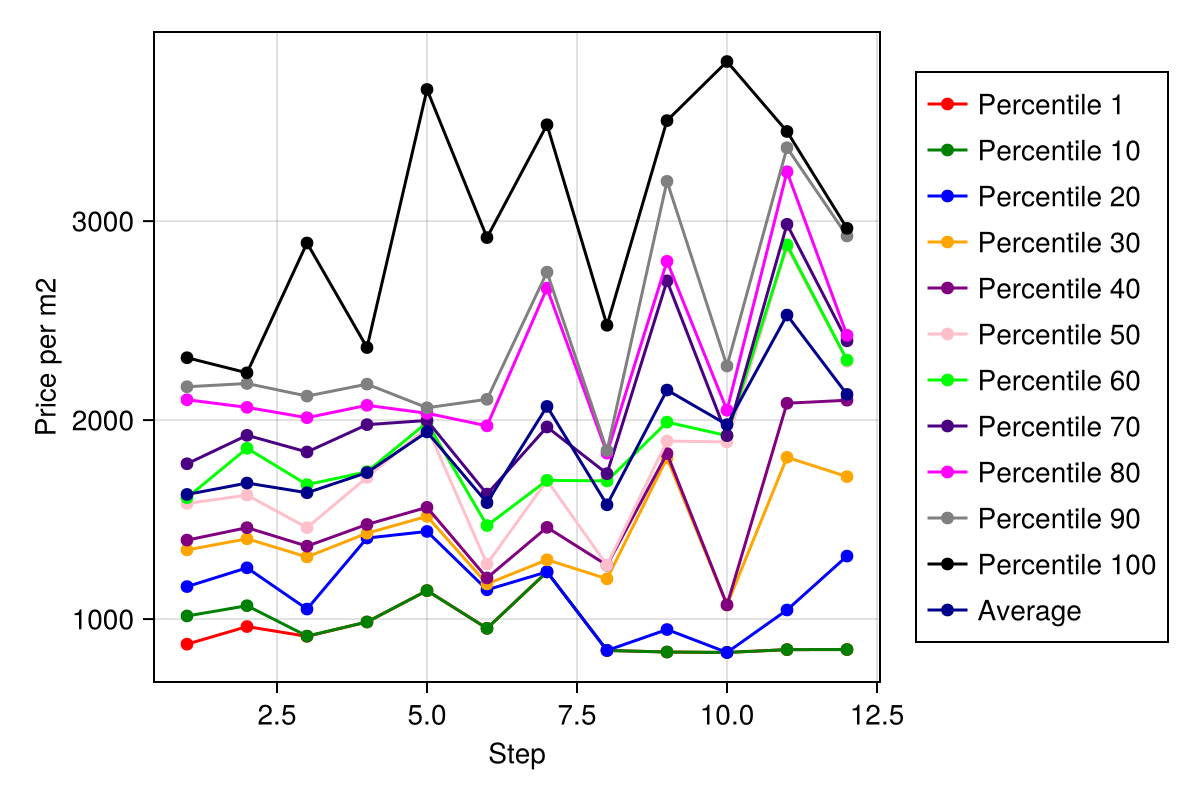 Price per m2
3000
2000
1000
2.5 5.0 7.5 10.0 12.5
Step
Percentile 1
Percentile 10
Percentile 20
Percentile 30
Percentile 40
Percentile 50
Percentile 60
Percentile 70
Percentile 80
Percentile 90
Percentile 100
Average